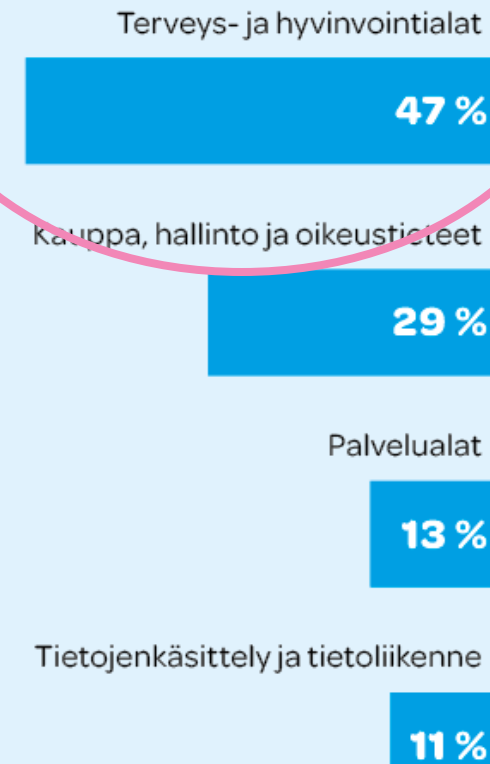 Terveys- ja hyvinvointialat
47 %
Kauppa, hallinto ja oikeustieteet
29 %
Palvelualat
13 %
Tietojenkäsittely ja tietoliikenne
11 %